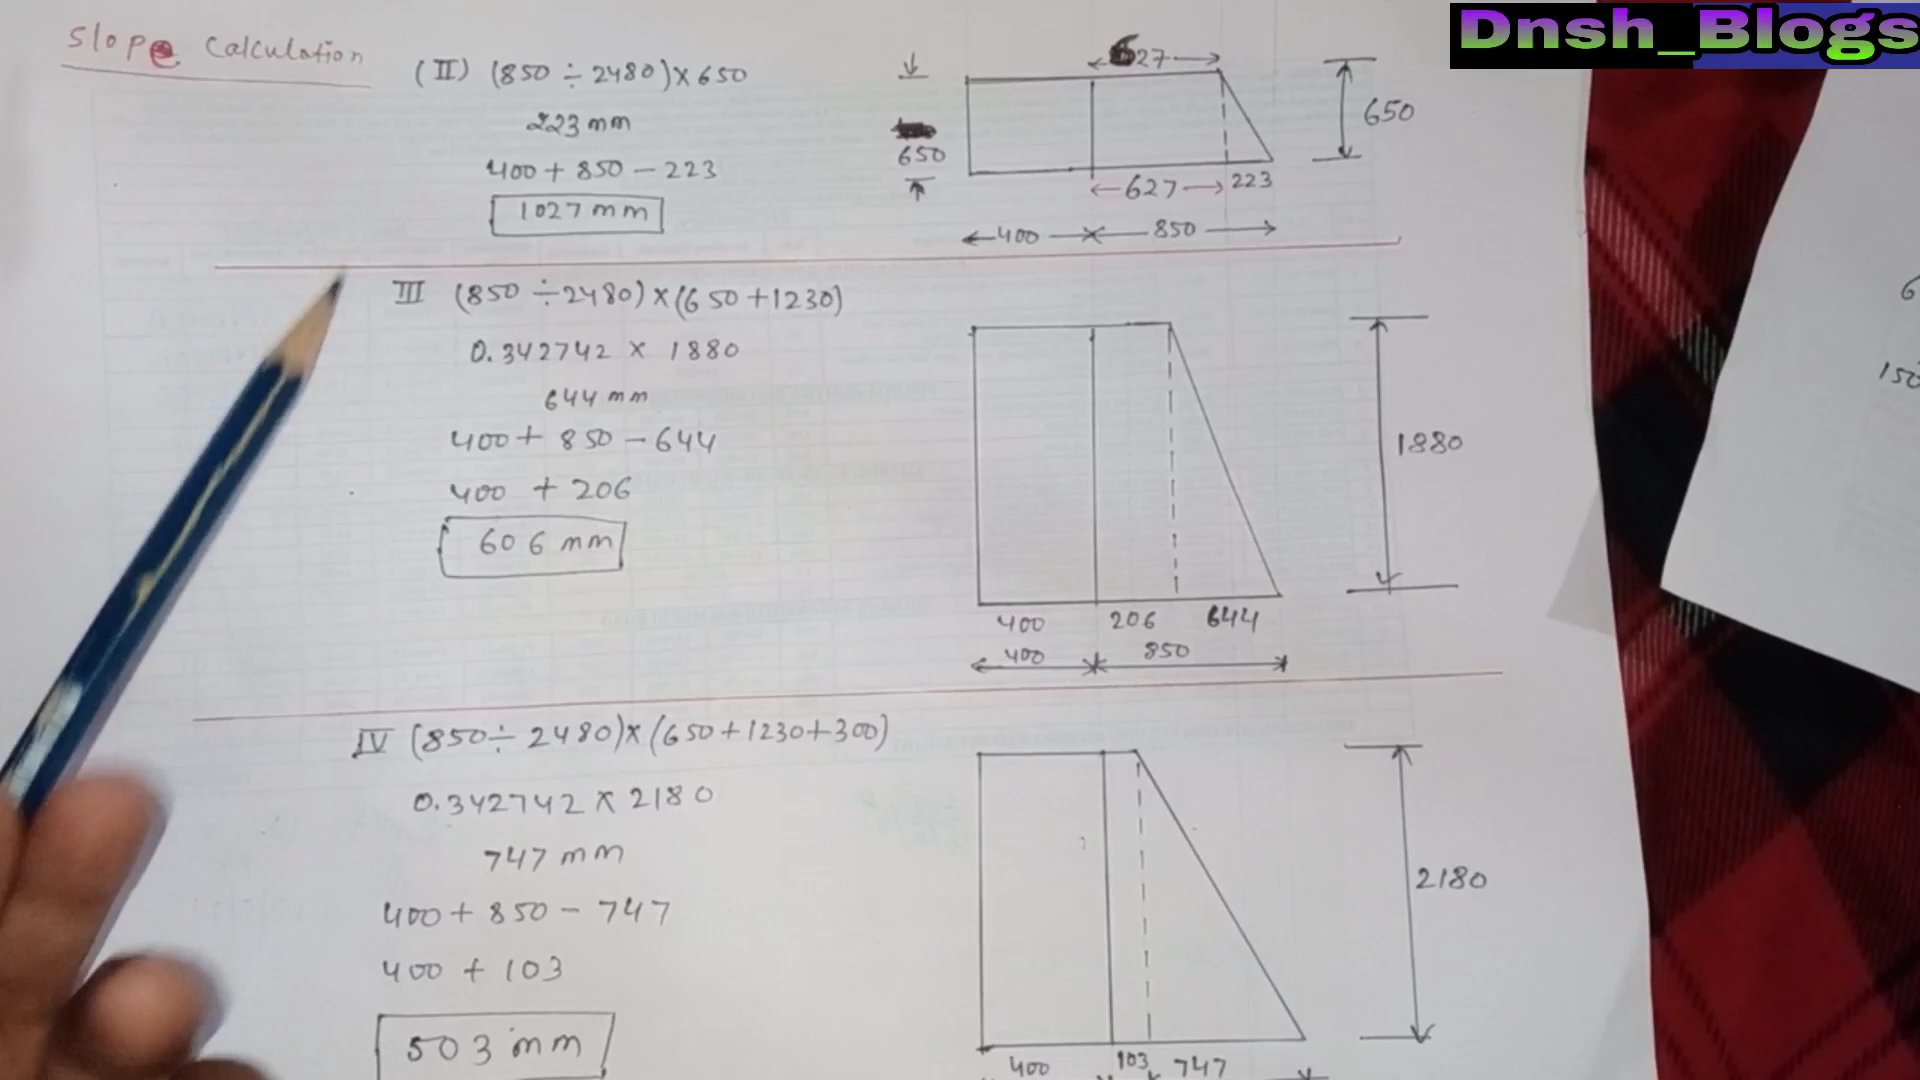 Dnsh_Blogs
Slope Calculation
(II) (850 ÷ 2480) × 650
223 mm
400 + 850 - 223
1027 mm
627
650
650
627 223
400 850
III (850 ÷ 2480) × (650 + 1230)
0.342742 × 1880
644 mm
400 + 850 - 644
400 + 206
606 mm
1880
400 206 644
400 850
IV (850 ÷ 2480) × (650 + 1230 + 300)
0.342742 × 2180
747 mm
400 + 850 - 747
400 + 103
503 mm
2180
400 103 747
6
150